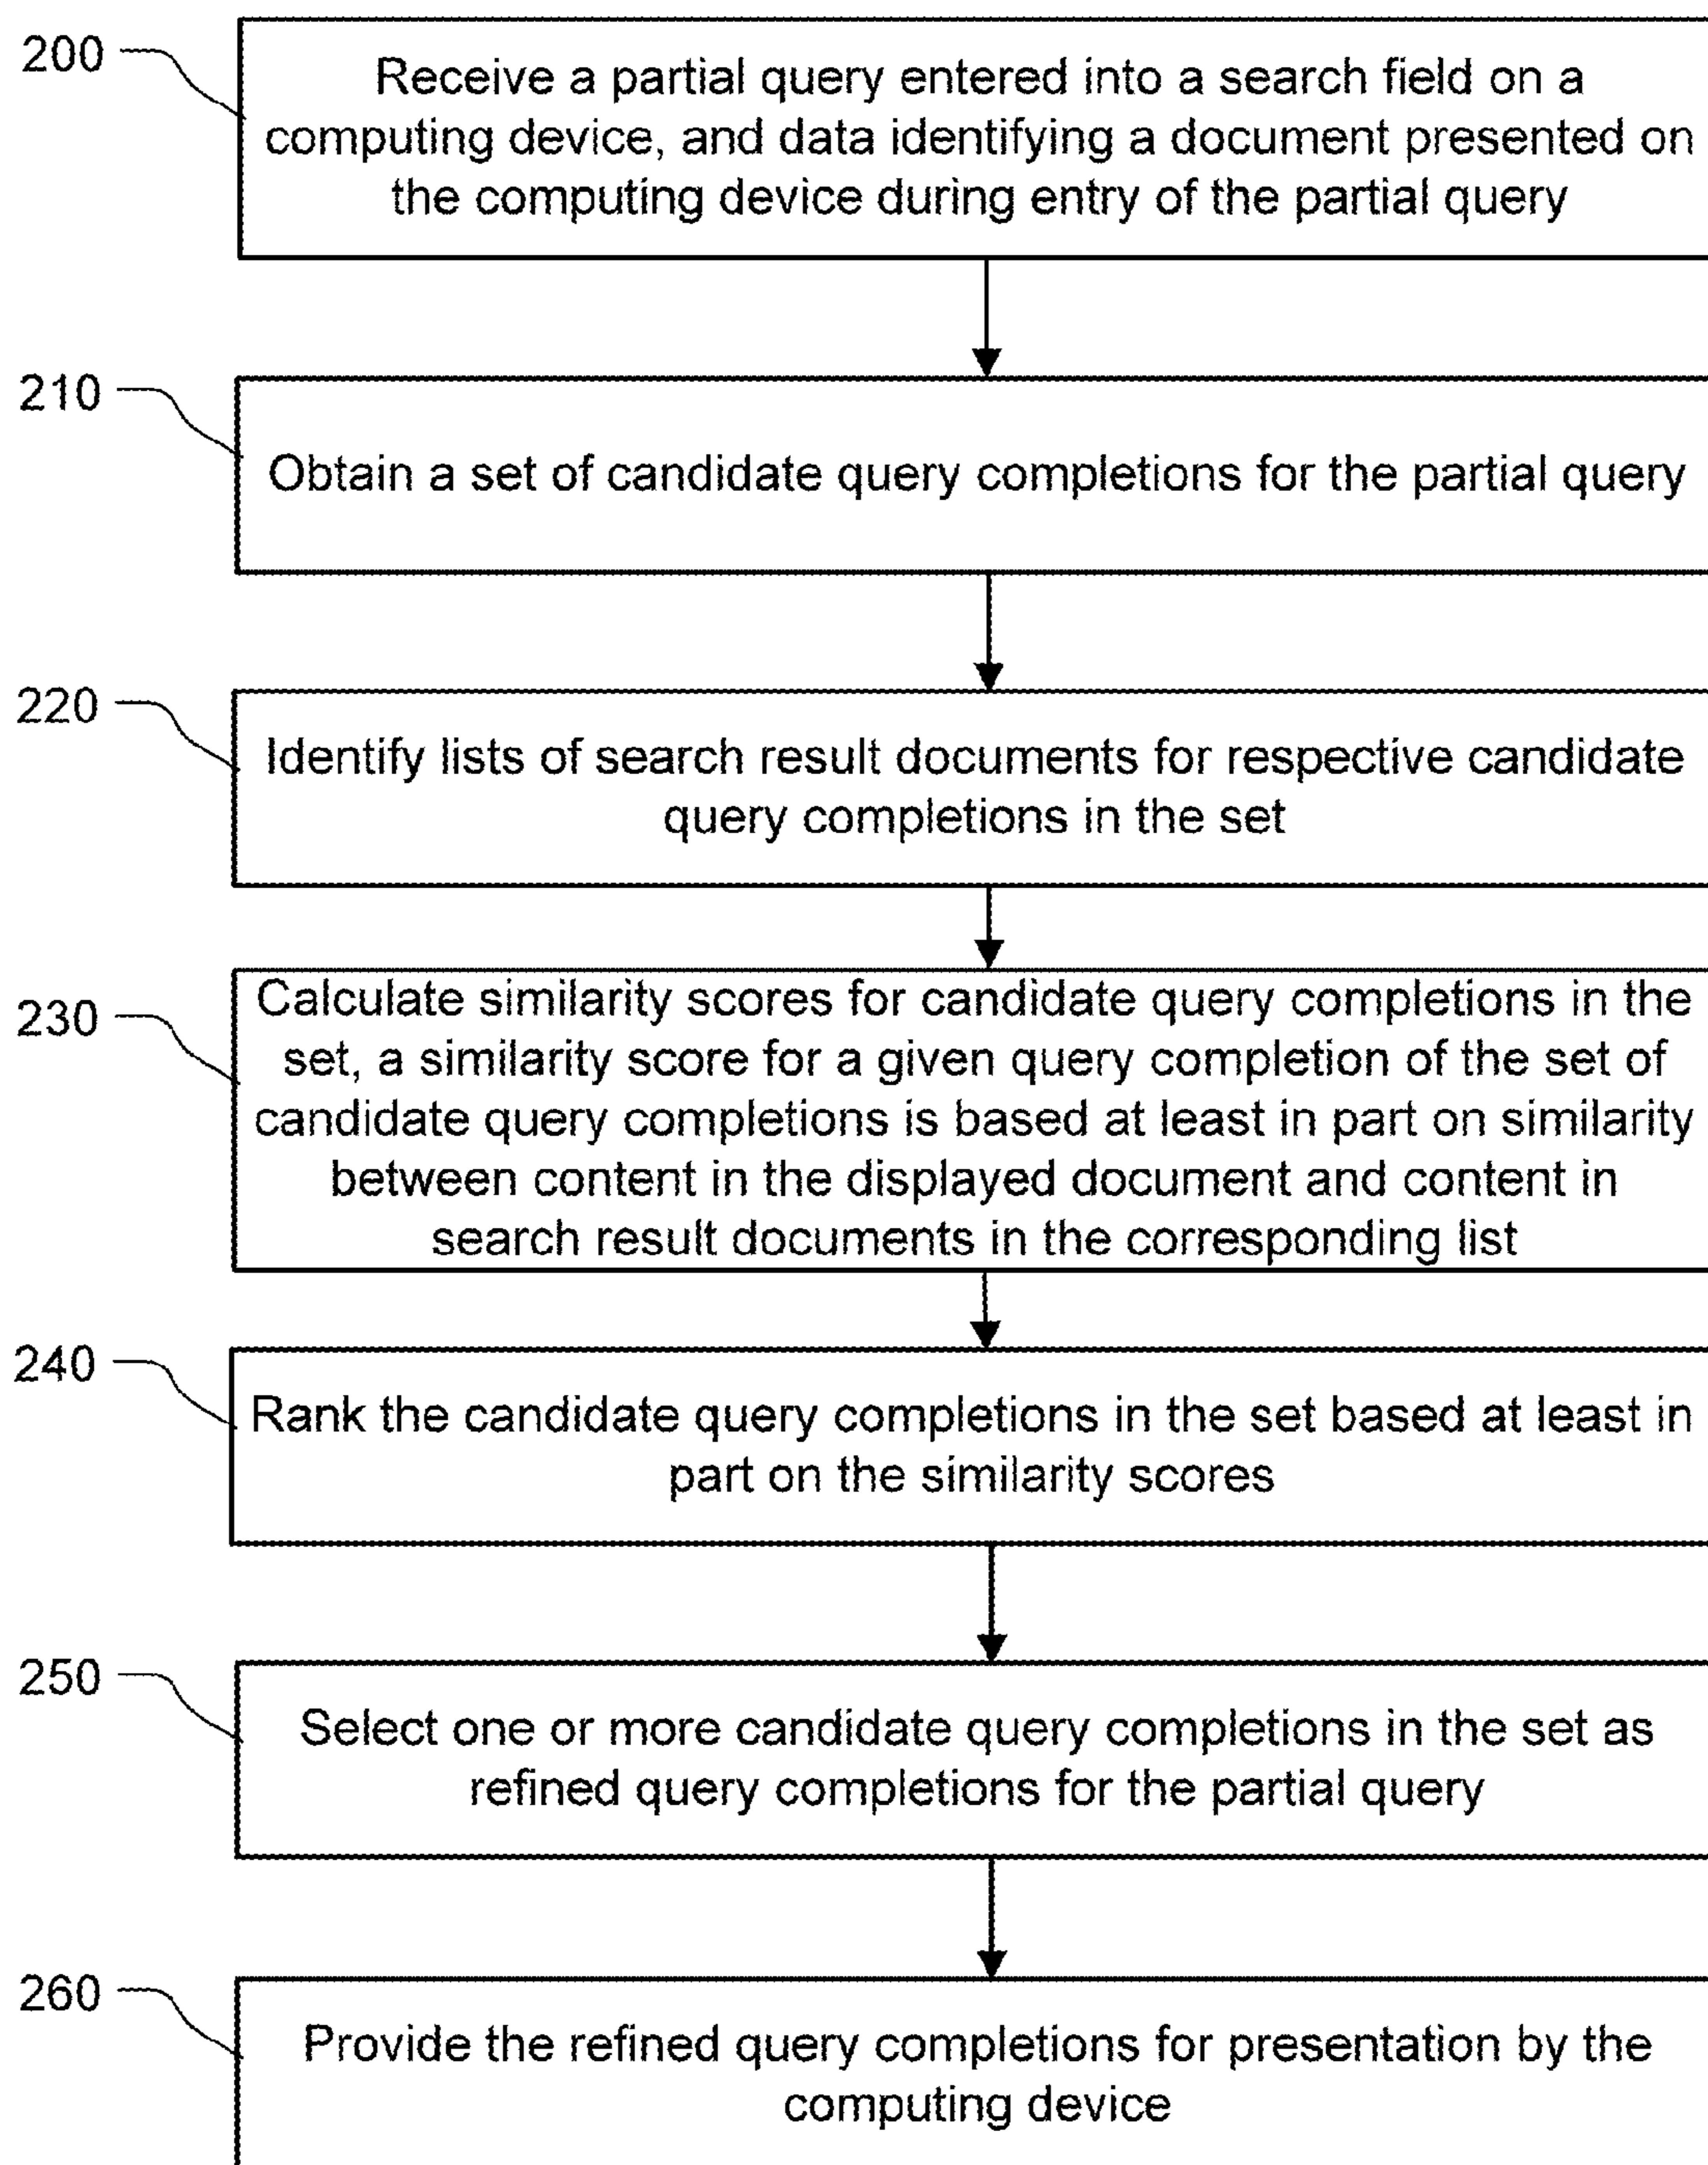 200
Receive a partial query entered into a search field on a
computing device, and data identifying a document presented on
the computing device during entry of the partial query
210
Obtain a set of candidate query completions for the partial query
220
Identify lists of search result documents for respective candidate
query completions in the set
230
Calculate similarity scores for candidate query completions in the
set, a similarity score for a given query completion of the set of
candidate query completions is based at least in part on similarity
between content in the displayed document and content in
search result documents in the corresponding list
240
Rank the candidate query completions in the set based at least in
part on the similarity scores
250
Select one or more candidate query completions in the set as
refined query completions for the partial query
260
Provide the refined query completions for presentation by the
computing device